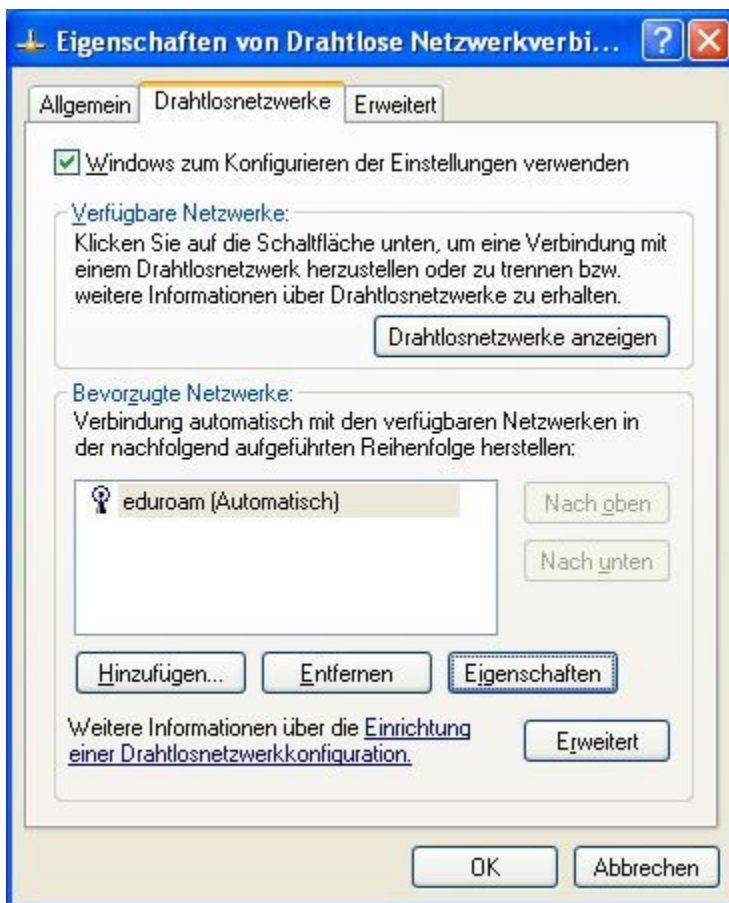 Eigenschaften von Drahtlose Netzwerkverbi...
Allgemein
Drahtlosnetzwerke
Erweitert
Windows zum Konfigurieren der Einstellungen verwenden
Verfügbare Netzwerke:
Klicken Sie auf die Schaltfläche unten, um eine Verbindung mit
einem Drahtlosnetzwerk herzustellen oder zu trennen bzw.
weitere Informationen über Drahtlosnetzwerke zu erhalten.
Drahtlosnetzwerke anzeigen
Bevorzugte Netzwerke:
Verbindung automatisch mit den verfügbaren Netzwerken in
der nachfolgend aufgeführten Reihenfolge herstellen:
eduroam (Automatisch)
Nach oben
Nach unten
Hinzufügen...
Entfernen
Eigenschaften
Weitere Informationen über die Einrichtung
einer Drahtlosnetzwerkkonfiguration.
Erweitert
OK
Abbrechen